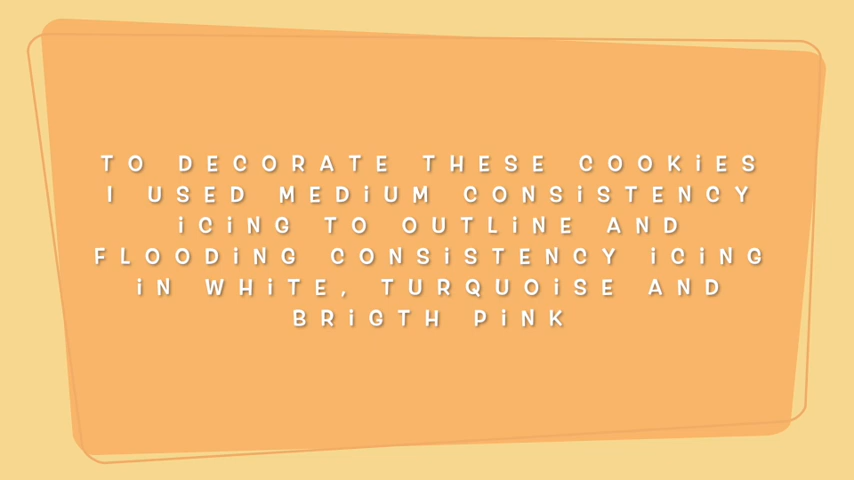 TO DECORATE THESE COOKiES
I USED MEDiUM CONSiSTENCY
iCiNG TO OUTLiNE AND
FLOODiNG CONSiSTENCY iCiNG
iN WHiTE, TURQUOiSE AND
BRiGTH PiNK